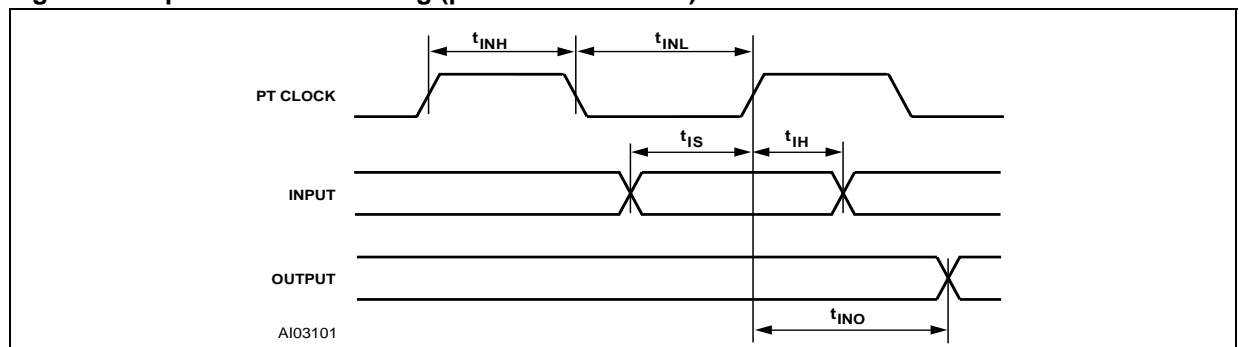 tINH tINL
PT CLOCK
tIS tIH
INPUT
OUTPUT
tINO
AI03101